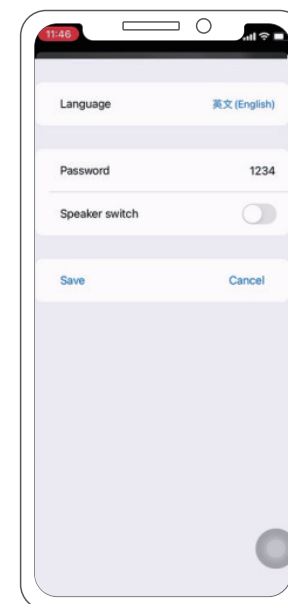 11:46
Language 英文 (English)
Password 1234
Speaker switch
Save Cancel